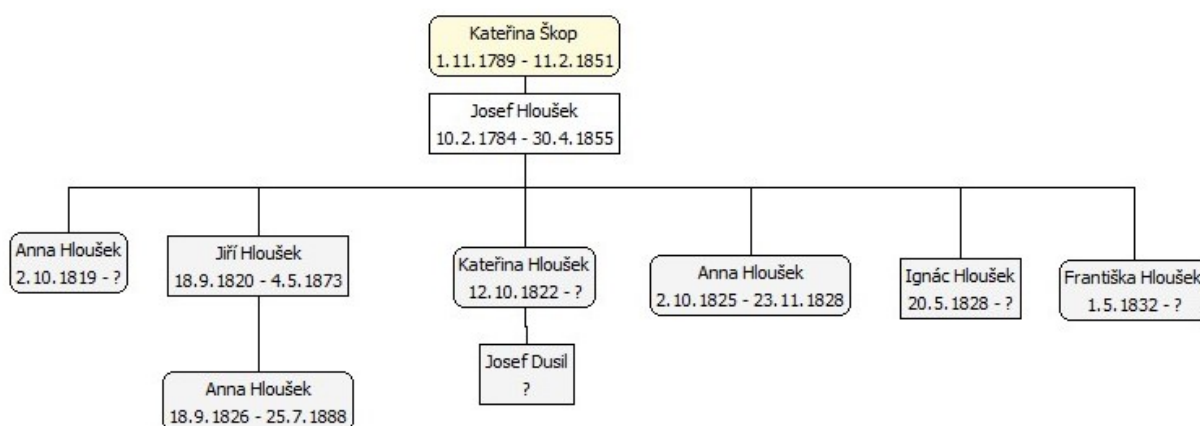 Kateřina Škop
1.11.1789 - 11.2.1851
Josef Hloušek
10.2.1784 - 30.4.1855
Anna Hloušek
2.10.1819 - ?
Jiří Hloušek
18.9.1820 - 4.5.1873
Kateřina Hloušek
12.10.1822 - ?
Anna Hloušek
2.10.1825 - 23.11.1828
Ignác Hloušek
20.5.1828 - ?
Františka Hloušek
1.5.1832 - ?
Anna Hloušek
18.9.1826 - 25.7.1888
Josef Dusil
?